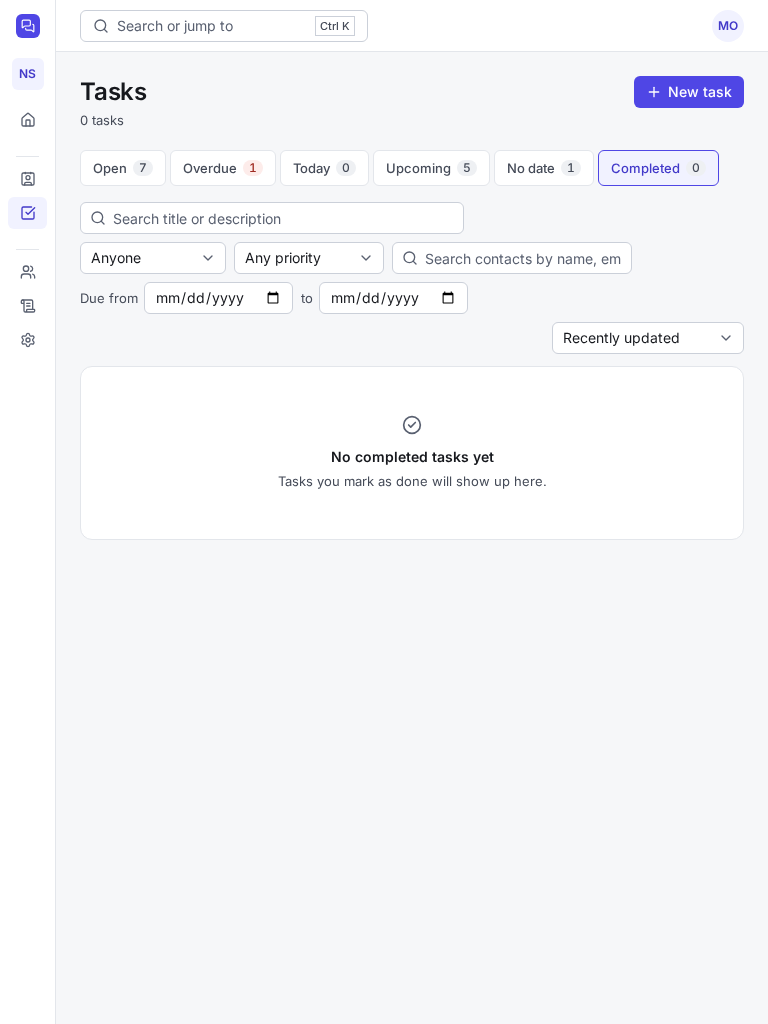 Search or jump to Ctrl K MO
NS
Tasks
New task
0 tasks
Open 7 Overdue 1 Today 0 Upcoming 5 No date 1 Completed 0
Search title or description
Anyone Any priority Search contacts by name, em
Due from mm/dd/yyyy to mm/dd/yyyy
Recently updated
No completed tasks yet
Tasks you mark as done will show up here.